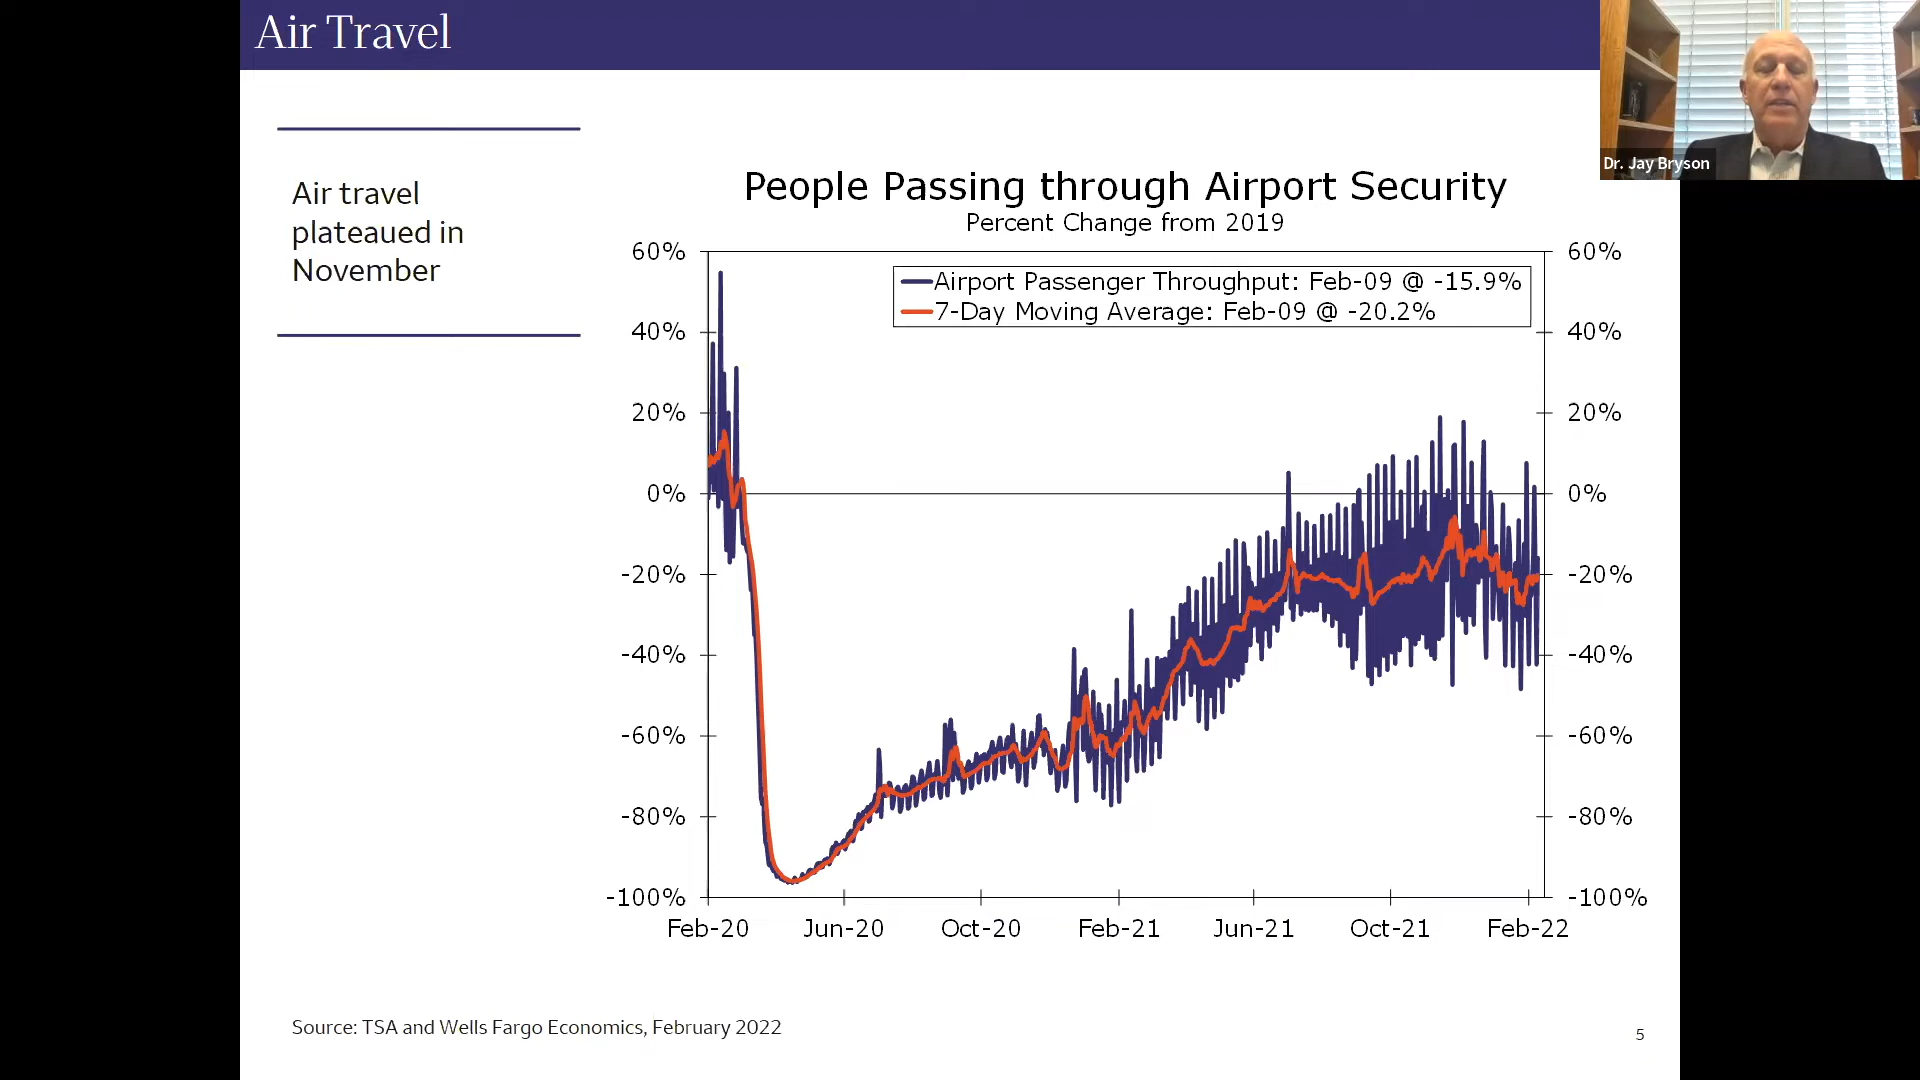 Air Travel
Dr. Jay Bryson
Air travel
plateaued in
November
People Passing through Airport Security
Percent Change from 2019
Airport Passenger Throughput: Feb-09 @ -15.9%
7-Day Moving Average: Feb-09 @ -20.2%
60% 60%
40% 40%
20% 20%
0% 0%
-20% -20%
-40% -40%
-60% -60%
-80% -80%
-100% -100%
Feb-20 Jun-20 Oct-20 Feb-21 Jun-21 Oct-21 Feb-22
Source: TSA and Wells Fargo Economics, February 2022
5